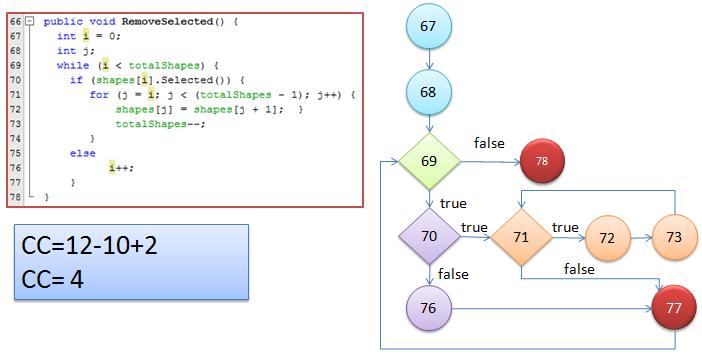 66 public void RemoveSelected() {
67 int i = 0;
68 int j;
69 while (i < totalShapes) {
70 if (shapes[i].Selected()) {
71 for (j = i; j < (totalShapes - 1); j++) {
72 shapes[j] = shapes[j + 1]; }
73 totalShapes--;
74 }
75 else
76 i++;
77 }
78 }
CC=12-10+2
CC= 4
67
68
69
false
78
true
70
true
71
true
72
73
false
false
76
77